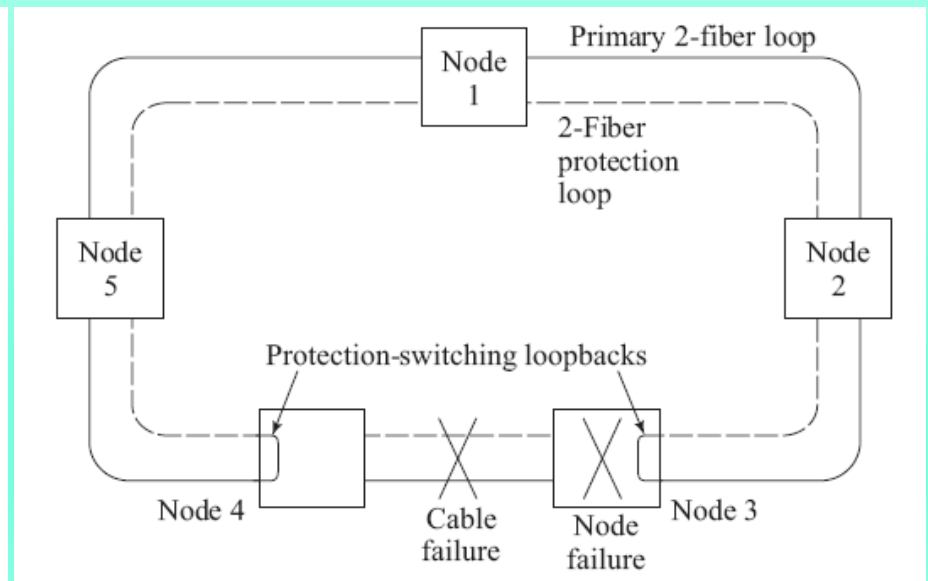 Primary 2-fiber loop
Node
1
2-Fiber
protection
loop
Node
5
Node
2
Protection-switching loopbacks
Node 4
Cable
failure
Node
failure
Node 3